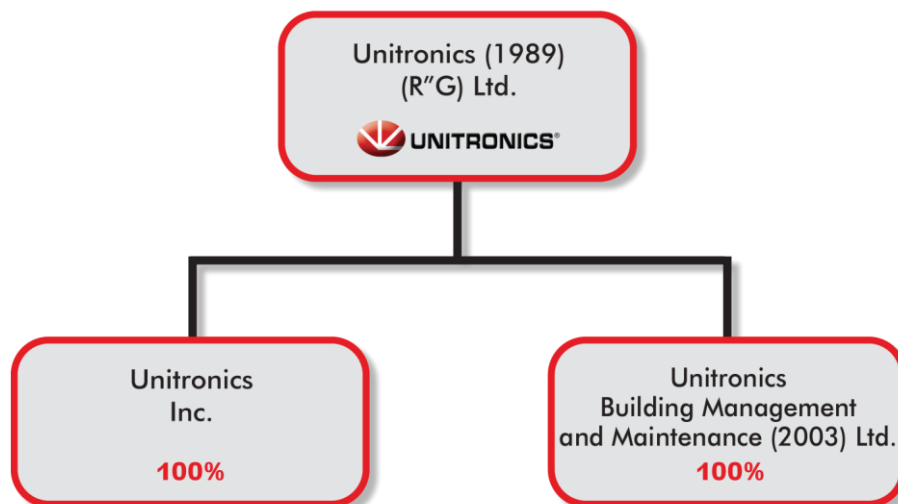 Unitronics (1989)
(R”G) Ltd.
UNITRONICS®
Unitronics
Inc.
100%
Unitronics
Building Management
and Maintenance (2003) Ltd.
100%